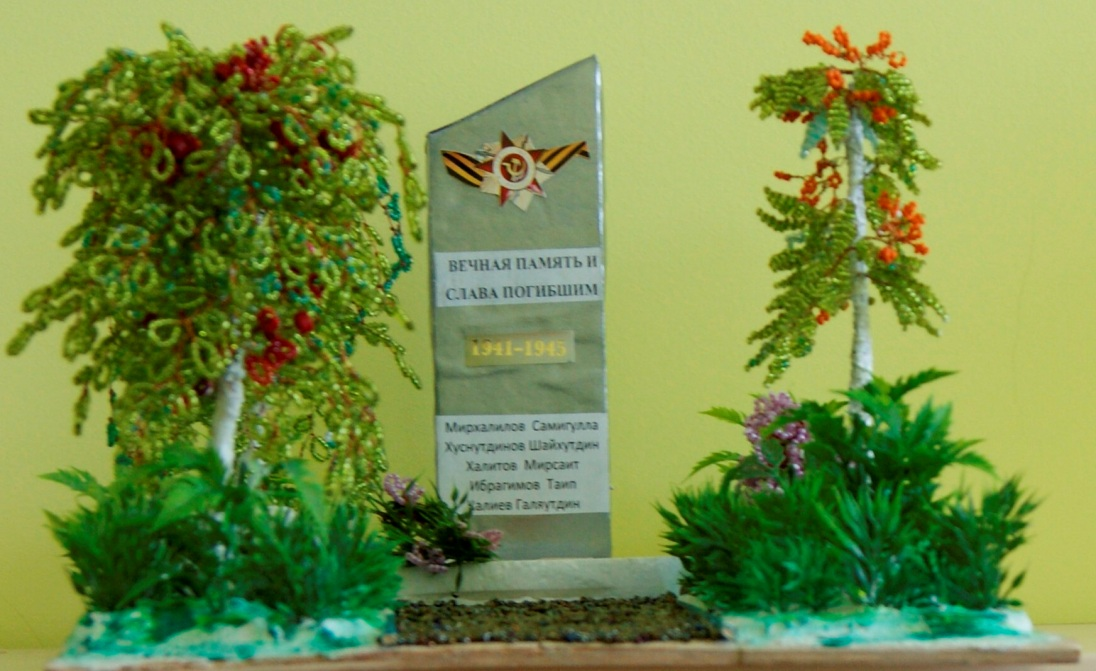 ВЕЧНАЯ ПАМЯТЬ И
СЛАВА ПОГИБШИМ
1941-1945
Мирхалилов Самигулла
Хуснутдинов Шайхутдин
Халитов Мирсаит
Ибрагимов Таип
Галяутдин